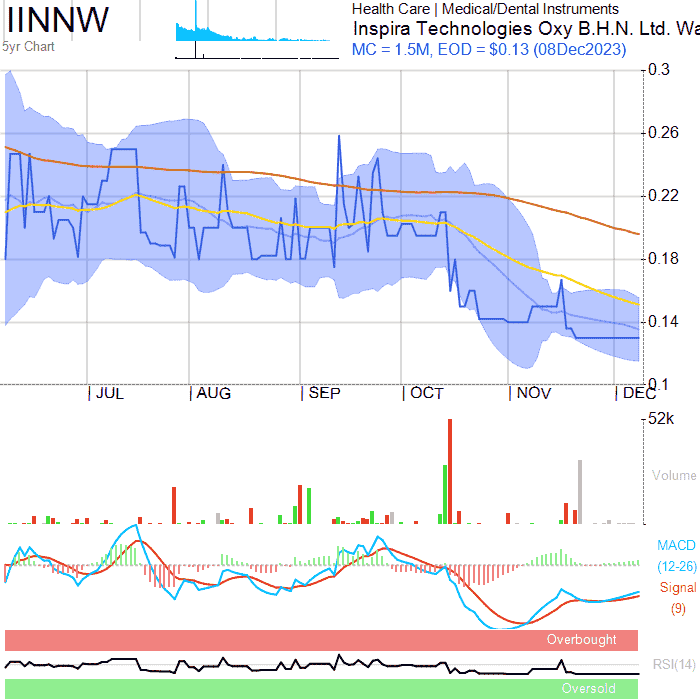 IINNW
5yr Chart
Health Care | Medical/Dental Instruments
Inspira Technologies Oxy B.H.N. Ltd. Wa
MC = 1.5M, EOD = $0.13 (08Dec2023)
0.3
0.26
0.22
0.18
0.14
0.1
JUL
AUG
SEP
OCT
NOV
DEC
52k
Volume
MACD
(12-26)
Signal
(9)
Overbought
RSI(14)
Oversold